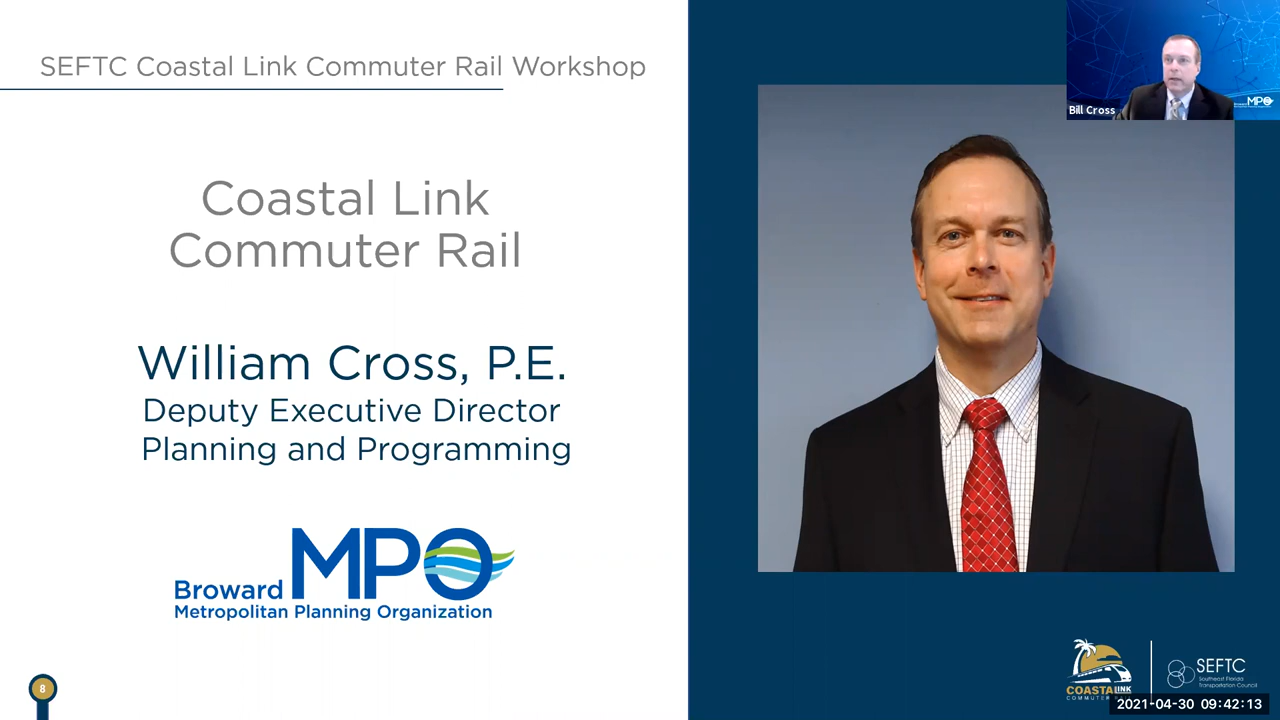 SEFTC Coastal Link Commuter Rail Workshop
Bill Cross
MPO
Coastal Link
Commuter Rail
William Cross, P.E.
Deputy Executive Director
Planning and Programming
Broward MPO
Metropolitan Planning Organization
8
COASTALINK
SEFTC
Southeast Florida
Transportation Council
2021-04-30 09:42:13